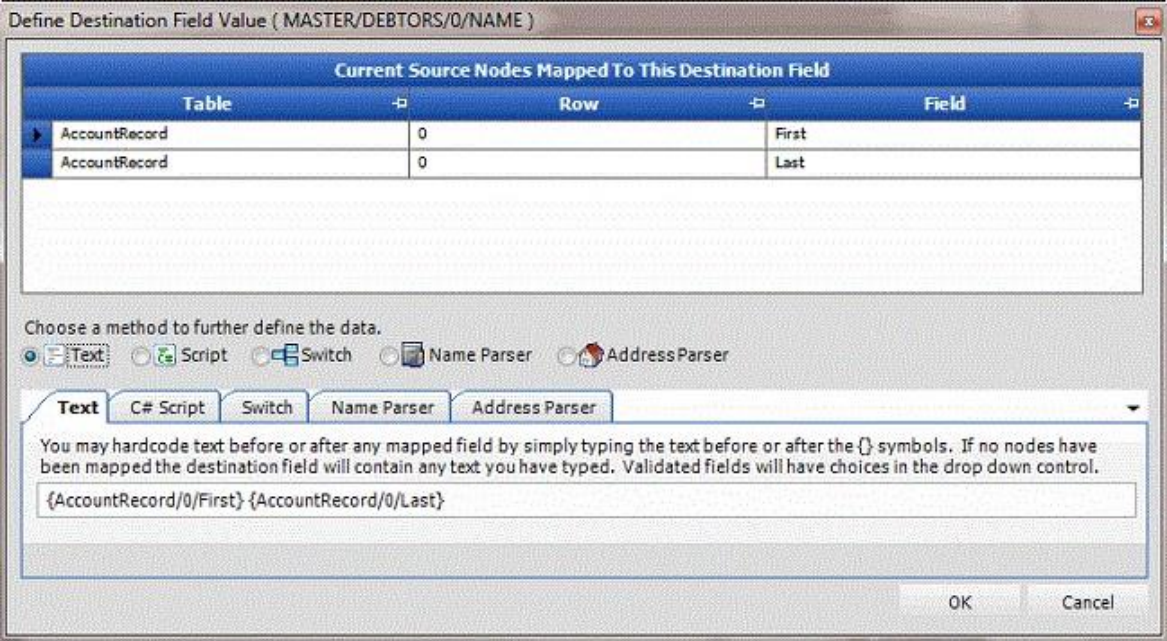 Define Destination Field Value ( MASTER/DEBTORS/0/NAME )
Current Source Nodes Mapped To This Destination Field
Table Row Field
AccountRecord 0 First
AccountRecord 0 Last
Choose a method to further define the data.
Text Script Switch Name Parser Address Parser
Text C# Script Switch Name Parser Address Parser
You may hardcode text before or after any mapped field by simply typing the text before or after the {} symbols. If no nodes have
been mapped the destination field will contain any text you have typed. Validated fields will have choices in the drop down control.
{AccountRecord/0/First} {AccountRecord/0/Last}
OK Cancel